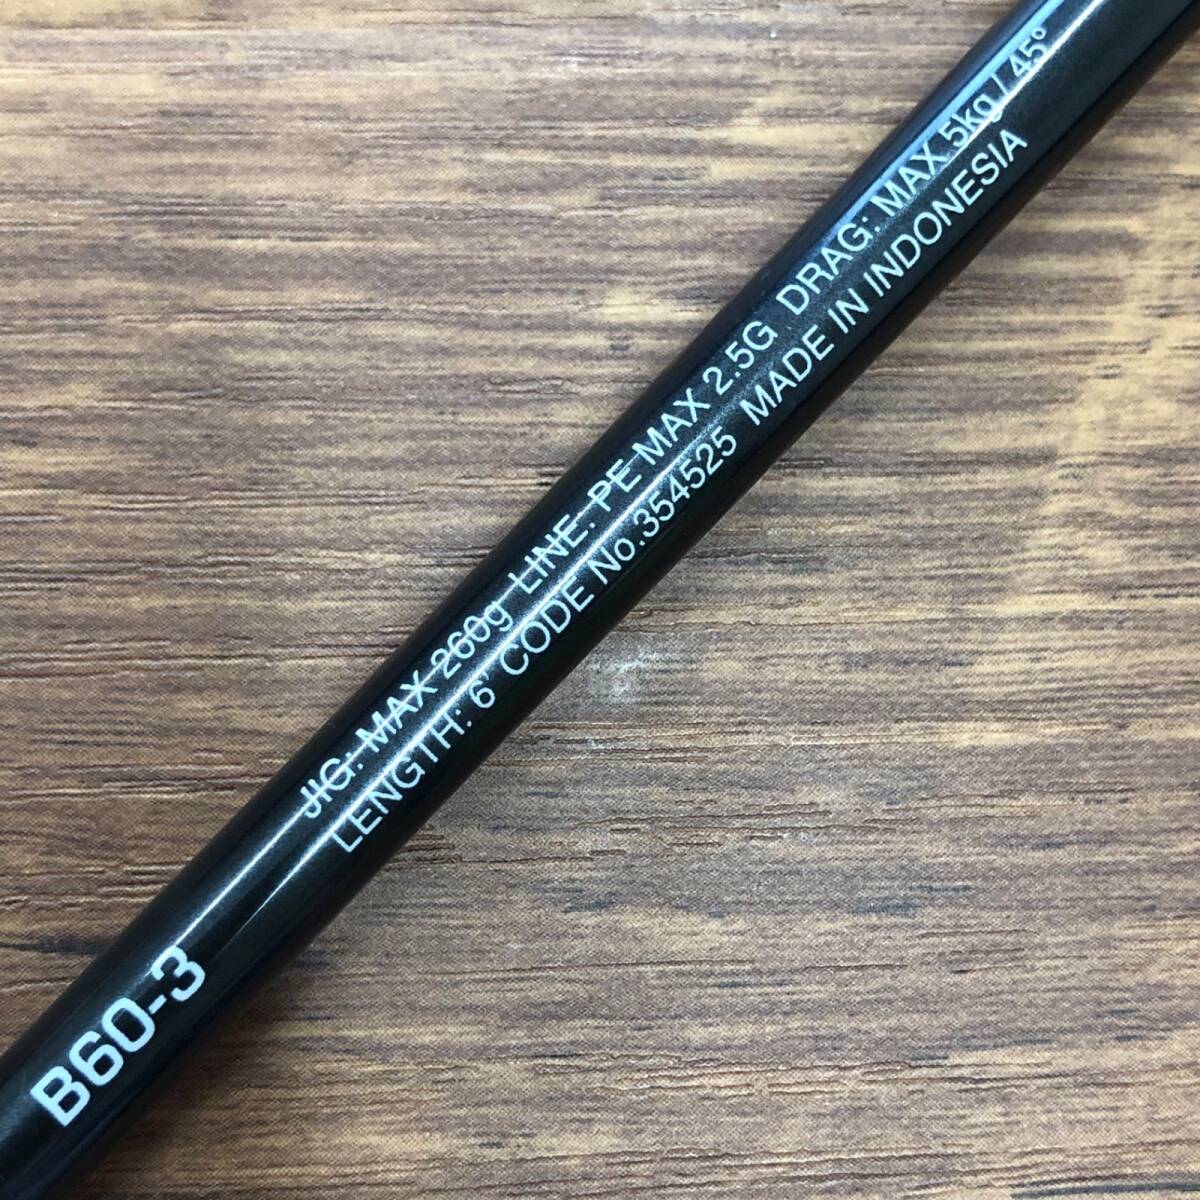 B60-3
JIG: MAX 260g LINE: PE MAX 2.5G DRAG: MAX 5kg / 45°
LENGTH: 6' CODE No.354525 MADE IN INDONESIA